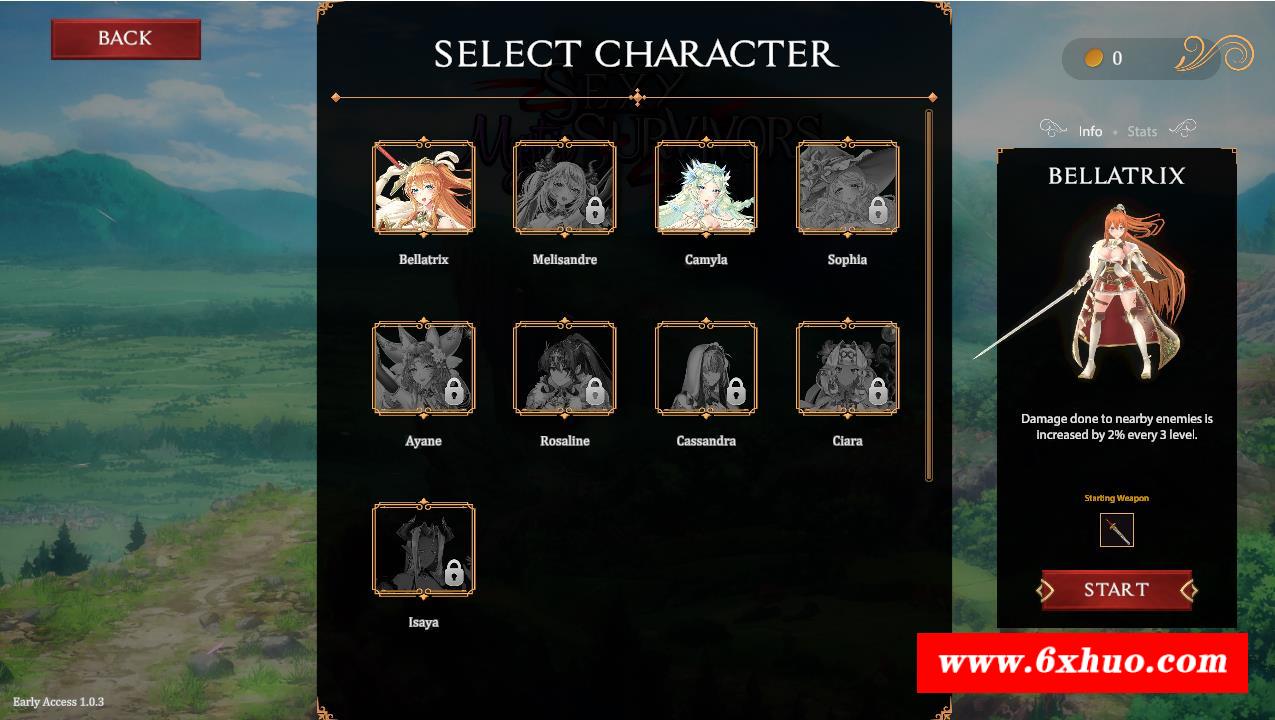 BACK
SELECT CHARACTER
0
SEXY
SURVIVORS
Info • Stats
BELLATRIX
Bellatrix
Melisandre
Camyla
Sophia
Ayane
Rosaline
Cassandra
Ciara
Isaya
Damage done to nearby enemies is
increased by 2% every 3 level.
Starting Weapon
START
www.6xhuo.com
Early Access 1.0.3